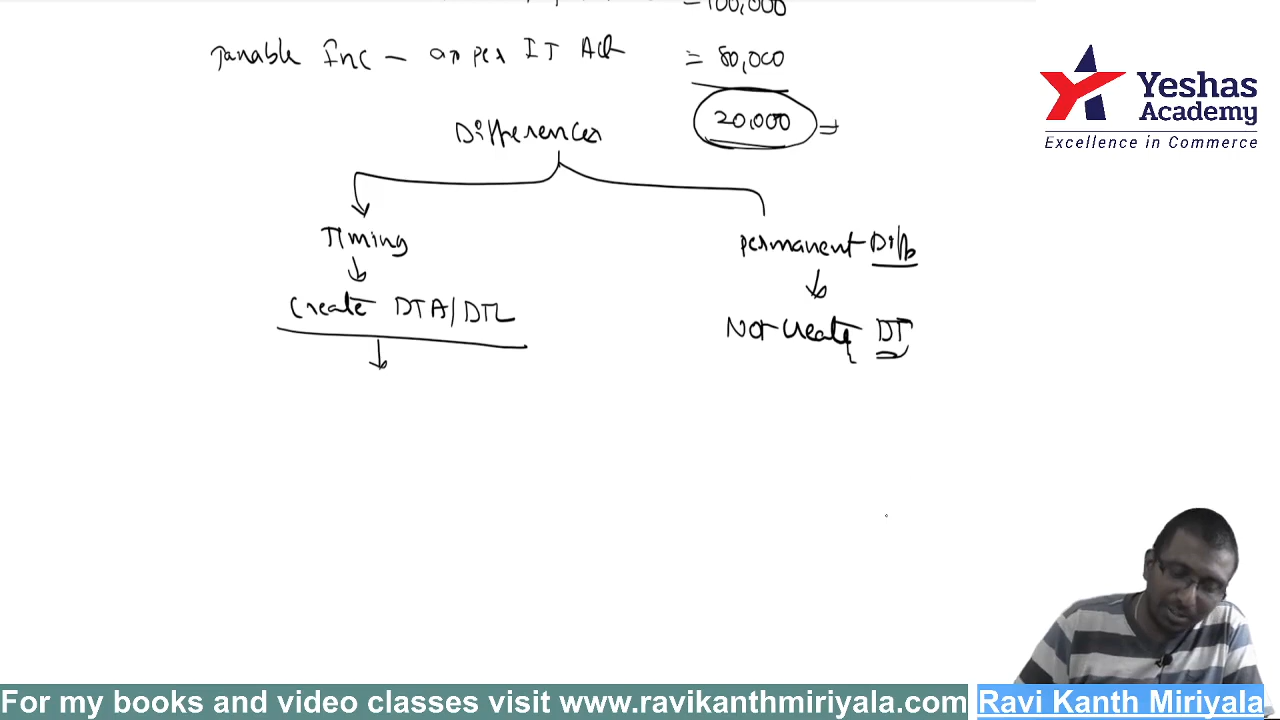 =100,000
Taxable Inc – as per IT Act = 80,000
20,000 =
Differences
Timing
Permanent Diff
Create DTA/DTL
Not Create DT
Yeshas
Academy
Excellence in Commerce
For my books and video classes visit www.ravikanthmiriyala.com Ravi Kanth Miriyala